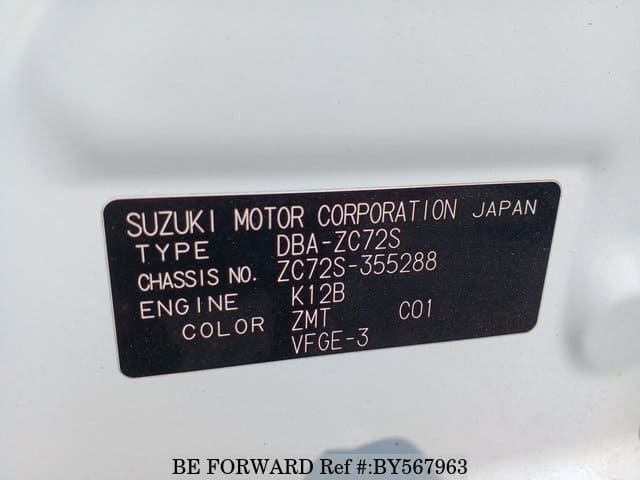 SUZUKI MOTOR CORPORATION JAPAN
TYPE DBA-ZC72S
CHASSIS NO. ZC72S-355288
ENGINE K12B
COLOR ZMT C01
VFGE-3
BE FORWARD Ref #:BY567963